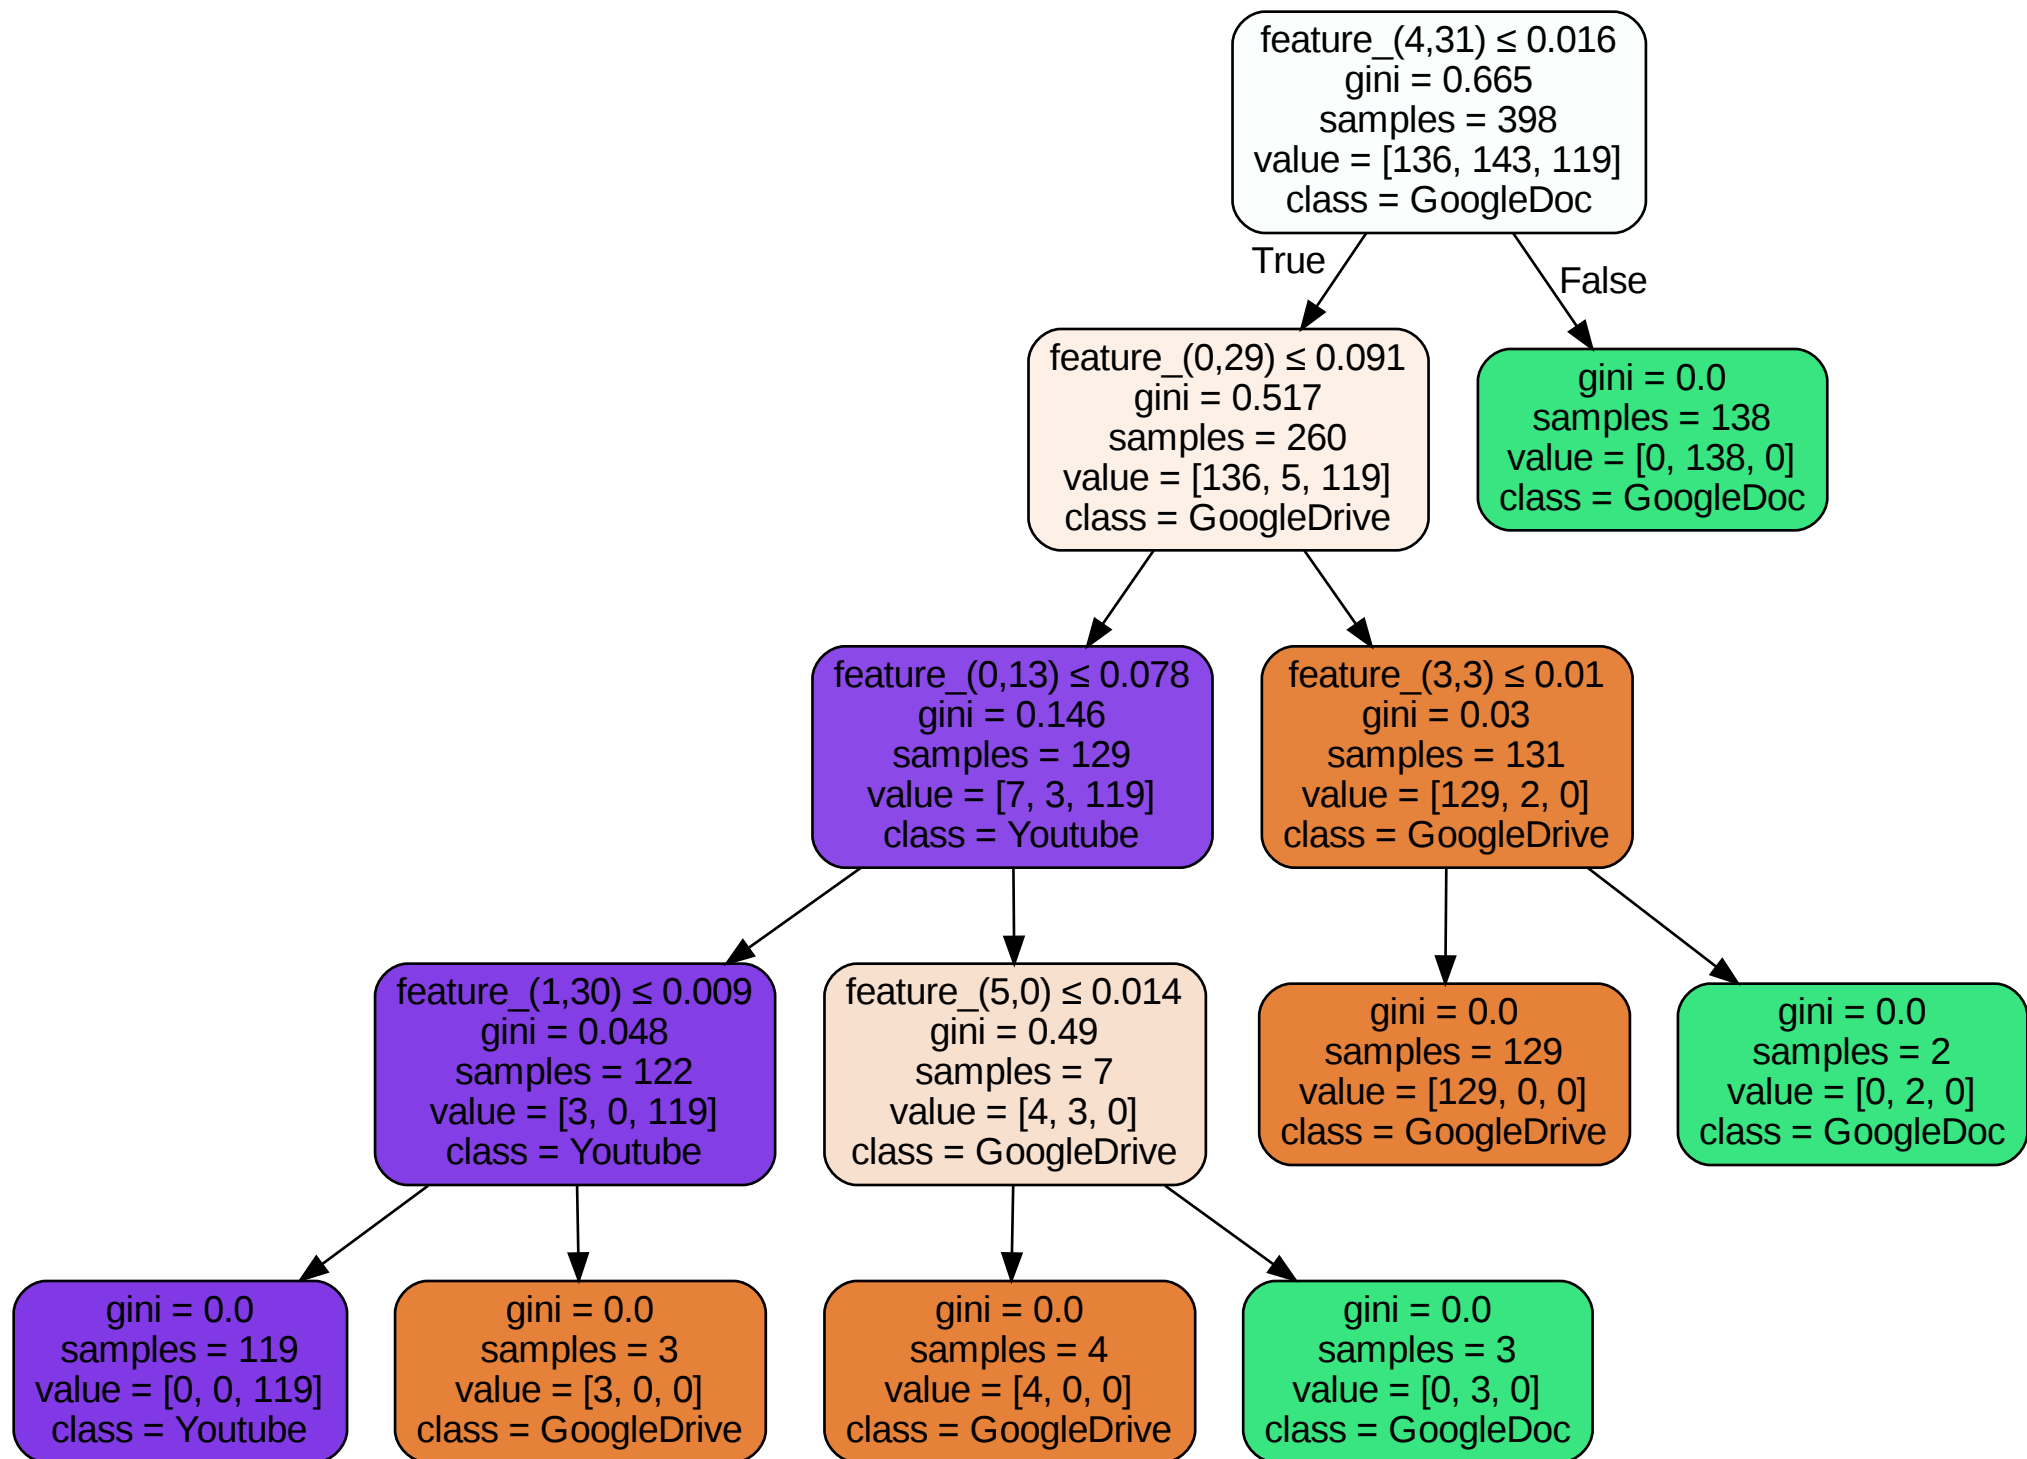 feature_(4,31) ≤ 0.016
gini = 0.665
samples = 398
value = [136, 143, 119]
class = GoogleDoc
True
False
feature_(0,29) ≤ 0.091
gini = 0.517
samples = 260
value = [136, 5, 119]
class = GoogleDrive
gini = 0.0
samples = 138
value = [0, 138, 0]
class = GoogleDoc
feature_(0,13) ≤ 0.078
gini = 0.146
samples = 129
value = [7, 3, 119]
class = Youtube
feature_(3,3) ≤ 0.01
gini = 0.03
samples = 131
value = [129, 2, 0]
class = GoogleDrive
feature_(1,30) ≤ 0.009
gini = 0.048
samples = 122
value = [3, 0, 119]
class = Youtube
feature_(5,0) ≤ 0.014
gini = 0.49
samples = 7
value = [4, 3, 0]
class = GoogleDrive
gini = 0.0
samples = 129
value = [129, 0, 0]
class = GoogleDrive
gini = 0.0
samples = 2
value = [0, 2, 0]
class = GoogleDoc
gini = 0.0
samples = 119
value = [0, 0, 119]
class = Youtube
gini = 0.0
samples = 3
value = [3, 0, 0]
class = GoogleDrive
gini = 0.0
samples = 4
value = [4, 0, 0]
class = GoogleDrive
gini = 0.0
samples = 3
value = [0, 3, 0]
class = GoogleDoc